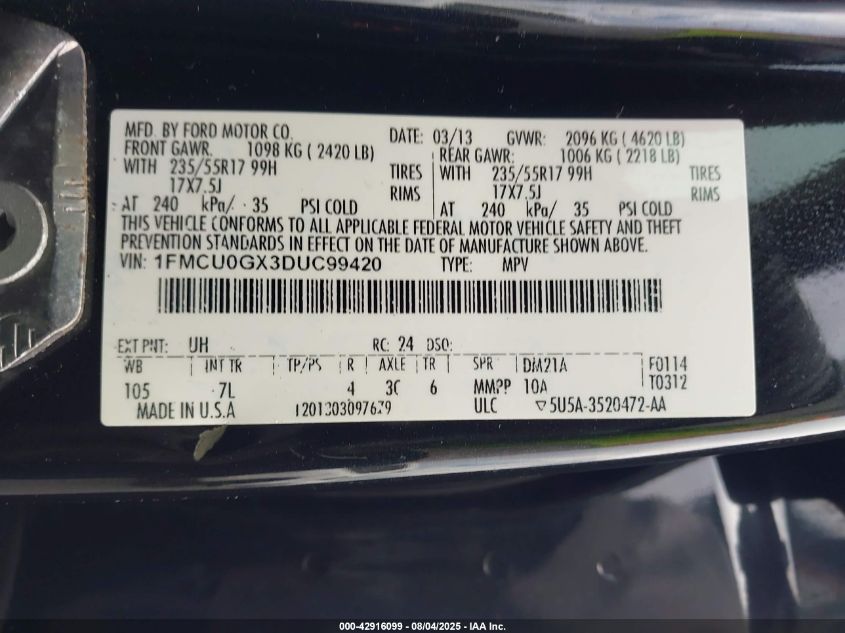 MFD. BY FORD MOTOR CO. DATE: 03/13 GVWR: 2096 KG ( 4620 LB)
FRONT GAWR: 1098 KG ( 2420 LB) REAR GAWR: 1006 KG ( 2218 LB)
WITH 235/55R17 99H TIRES WITH 235/55R17 99H TIRES
17X7.5J RIMS 17X7.5J RIMS
AT 240 kPa/ 35 PSI COLD AT 240 kPa/ 35 PSI COLD
THIS VEHICLE CONFORMS TO ALL APPLICABLE FEDERAL MOTOR VEHICLE SAFETY AND THEFT
PREVENTION STANDARDS IN EFFECT ON THE DATE OF MANUFACTURE SHOWN ABOVE.
VIN: 1FMCU0GX3DUC99420 TYPE: MPV
EXT PNT: UH RC: 24 DSO:
WB INT TR TP/PS R AXLE TR SPR DM21A F0114
105 7L 4 3C 6 MMPP 10A T0312
MADE IN U.S.A ULC ▽5U5A-3520472-AA
000-42916099 - 08/04/2025 - IAA Inc.